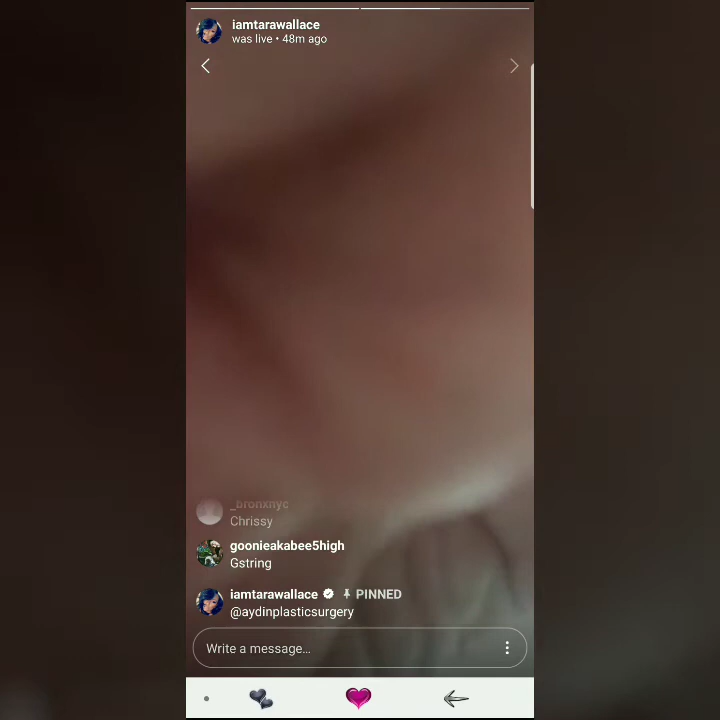 iamtarawallace
was live • 48m ago
_bronxnyc
Chrissy
goonieakabee5high
Gstring
iamtarawallace PINNED
@aydinplasticsurgery
Write a message...